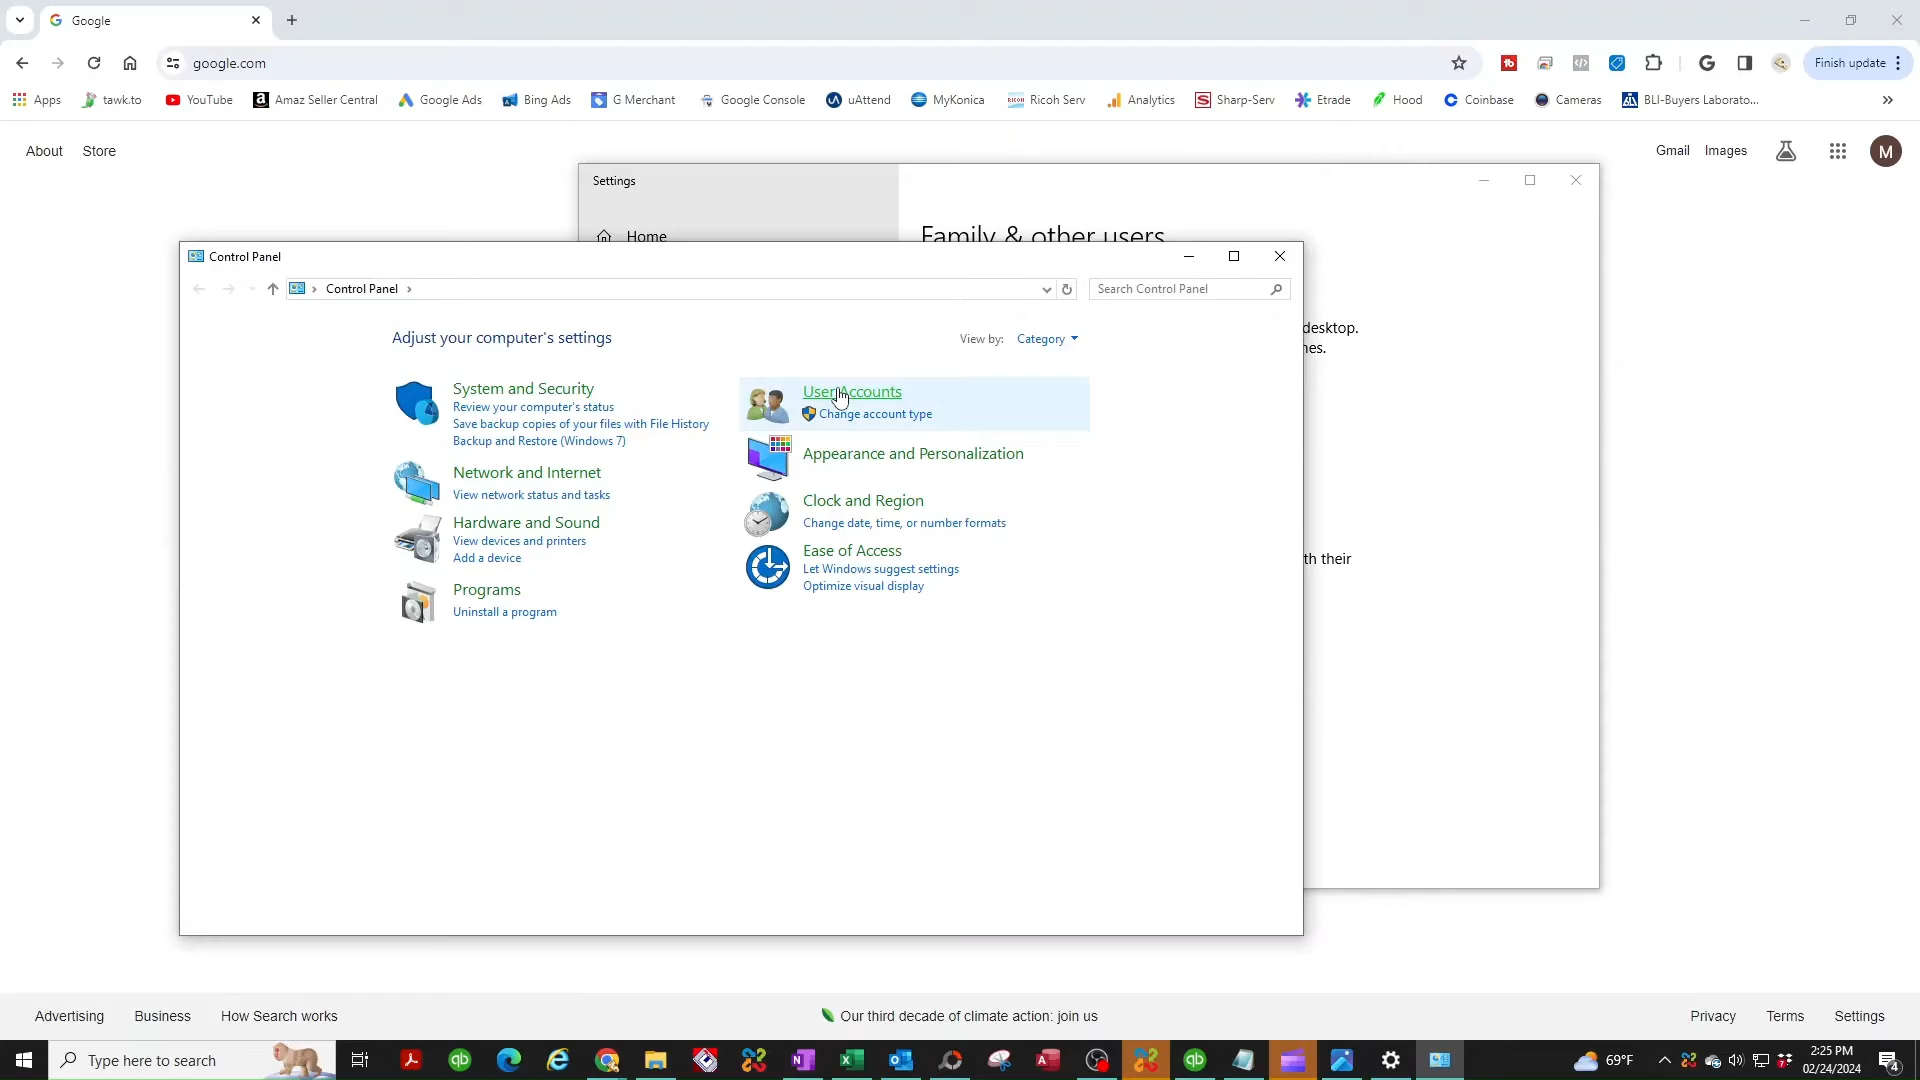 Google
google.com
Finish update
Apps
tawk.to
YouTube
Amaz Seller Central
Google Ads
Bing Ads
G Merchant
Google Console
uAttend
MyKonica
Ricoh Serv
Analytics
Sharp-Serv
Etrade
Hood
Coinbase
Cameras
BLI-Buyers Laborato...
About
Store
Gmail
Images
M
Settings
Home
Family & other users
desktop.
th their
Control Panel
Control Panel
Search Control Panel
Adjust your computer's settings
View by: Category
System and Security
Review your computer's status
Save backup copies of your files with File History
Backup and Restore (Windows 7)
Network and Internet
View network status and tasks
Hardware and Sound
View devices and printers
Add a device
Programs
Uninstall a program
User Accounts
Change account type
Appearance and Personalization
Clock and Region
Change date, time, or number formats
Ease of Access
Let Windows suggest settings
Optimize visual display
Advertising
Business
How Search works
Our third decade of climate action: join us
Privacy
Terms
Settings
Type here to search
69°F
2:25 PM
02/24/2024
4